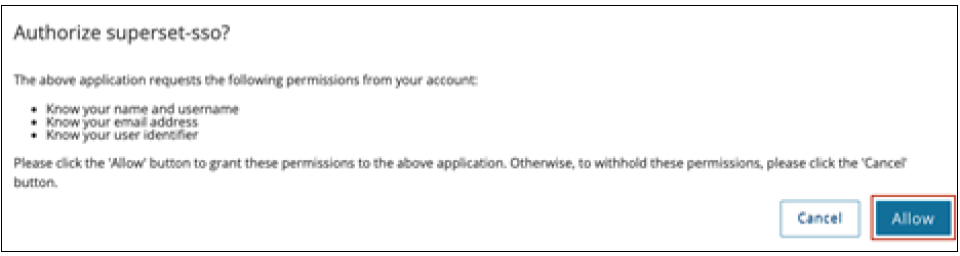 Authorize superset-sso?
The above application requests the following permissions from your account:
• Know your name and username
• Know your email address
• Know your user identifier
Please click the 'Allow' button to grant these permissions to the above application. Otherwise, to withhold these permissions, please click the 'Cancel'
button.
Cancel Allow